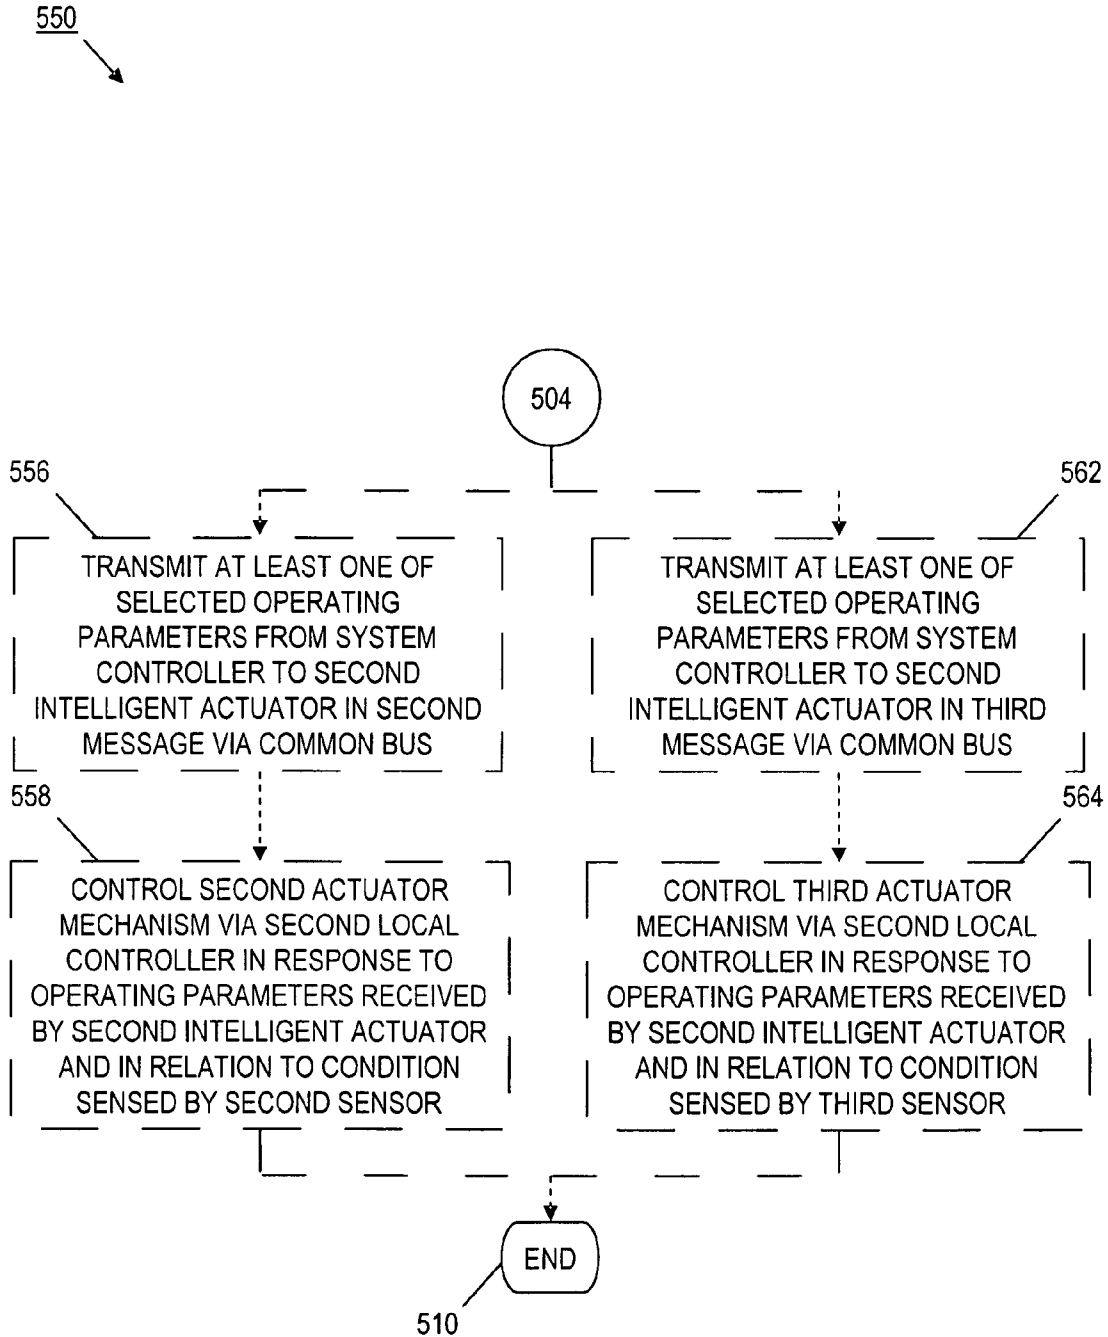 550
504
556
TRANSMIT AT LEAST ONE OF
SELECTED OPERATING
PARAMETERS FROM SYSTEM
CONTROLLER TO SECOND
INTELLIGENT ACTUATOR IN SECOND
MESSAGE VIA COMMON BUS
562
TRANSMIT AT LEAST ONE OF
SELECTED OPERATING
PARAMETERS FROM SYSTEM
CONTROLLER TO SECOND
INTELLIGENT ACTUATOR IN THIRD
MESSAGE VIA COMMON BUS
558
CONTROL SECOND ACTUATOR
MECHANISM VIA SECOND LOCAL
CONTROLLER IN RESPONSE TO
OPERATING PARAMETERS RECEIVED
BY SECOND INTELLIGENT ACTUATOR
AND IN RELATION TO CONDITION
SENSED BY SECOND SENSOR
564
CONTROL THIRD ACTUATOR
MECHANISM VIA SECOND LOCAL
CONTROLLER IN RESPONSE TO
OPERATING PARAMETERS RECEIVED
BY SECOND INTELLIGENT ACTUATOR
AND IN RELATION TO CONDITION
SENSED BY THIRD SENSOR
END
510